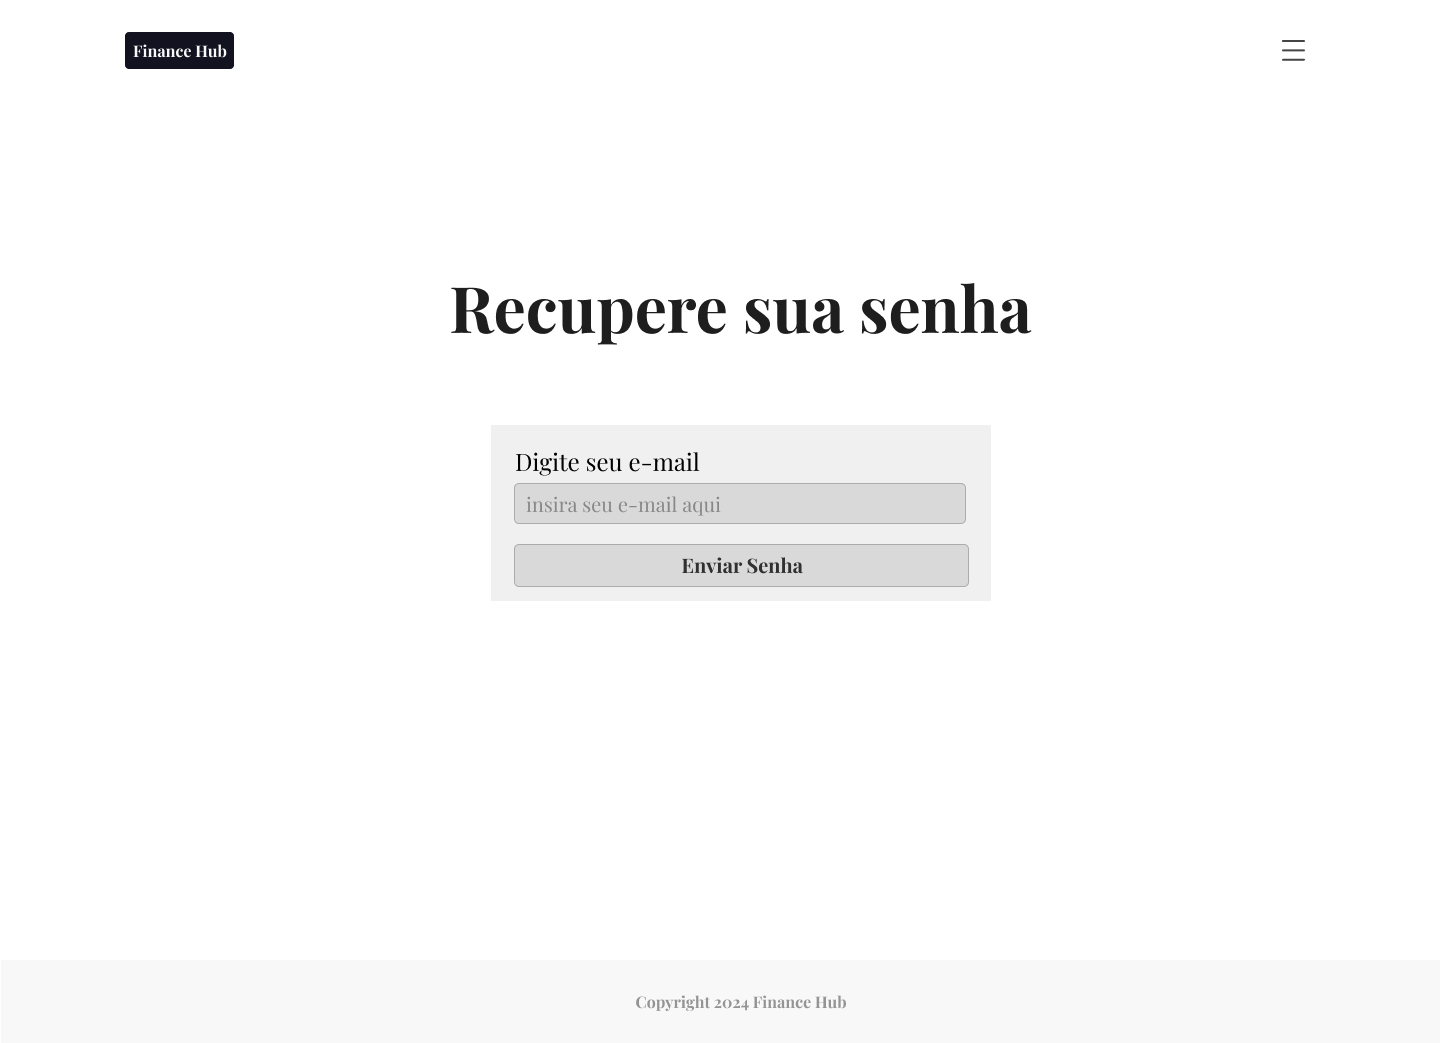 Finance Hub
Recupere sua senha
Digite seu e-mail
insira seu e-mail aqui
Enviar Senha
Copyright 2024 Finance Hub